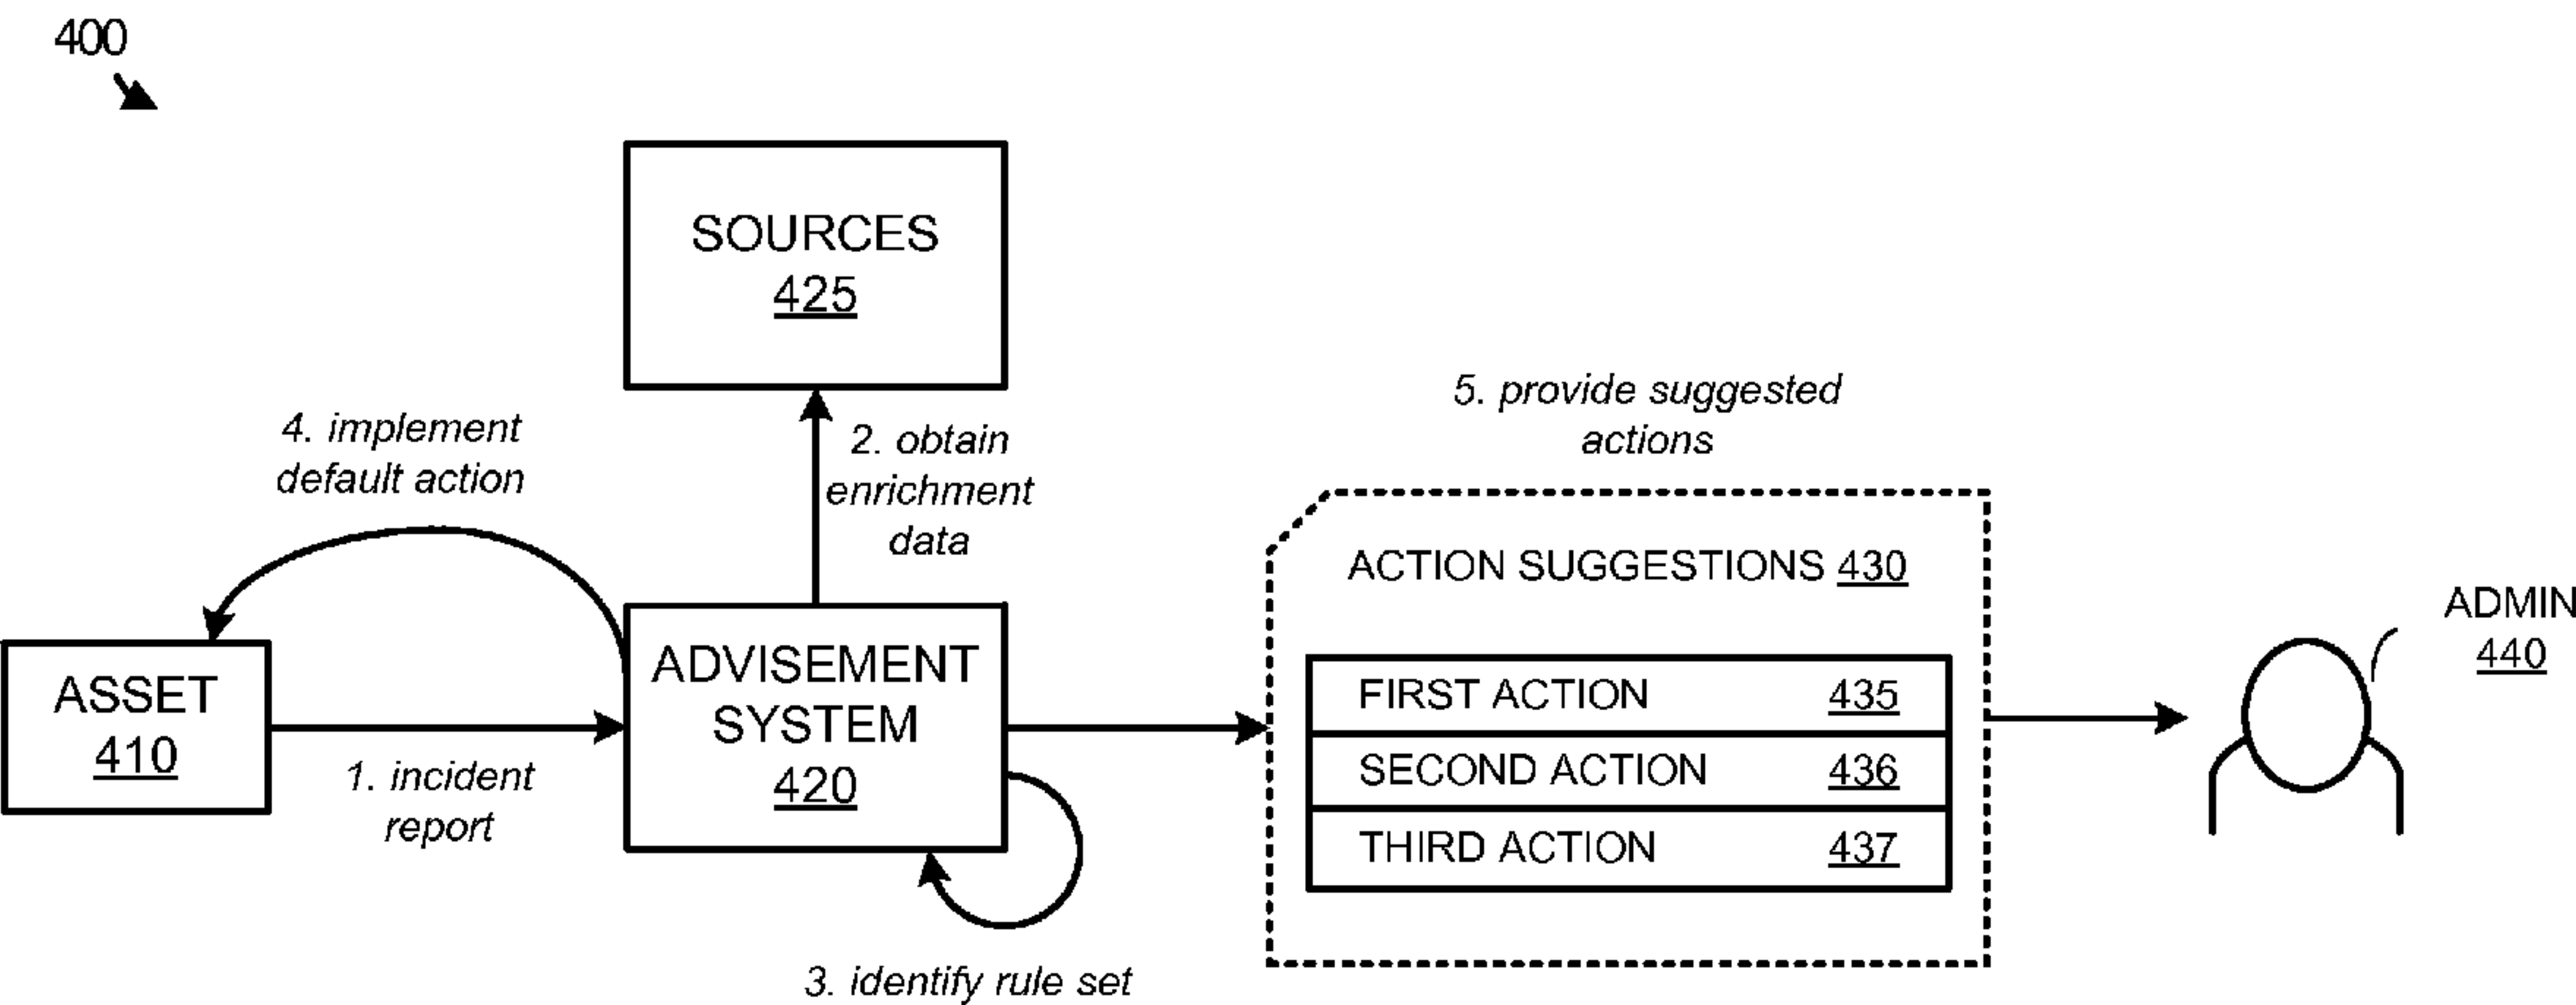 400
SOURCES
425
4. implement
default action
2. obtain
enrichment
data
5. provide suggested
actions
ASSET
410
1. incident
report
ADVISEMENT
SYSTEM
420
3. identify rule set
ACTION SUGGESTIONS 430
FIRST ACTION 435
SECOND ACTION 436
THIRD ACTION 437
ADMIN
440